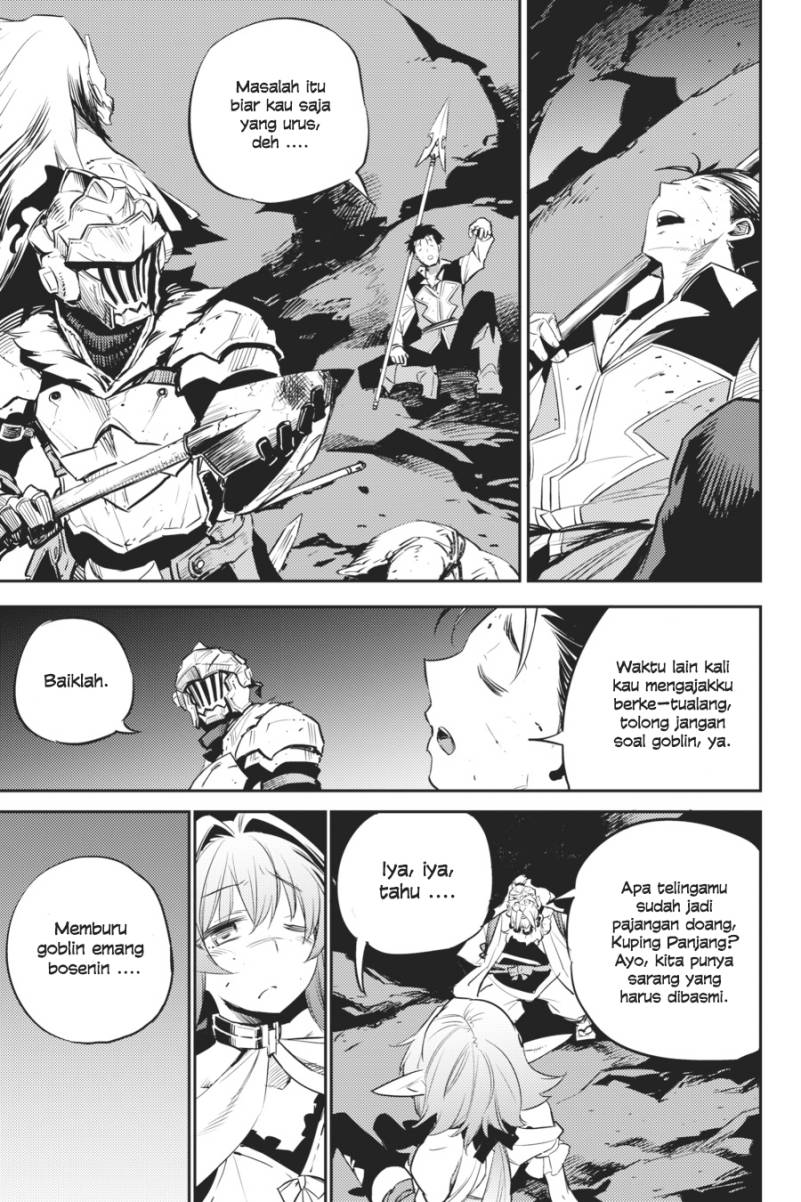 Masalah itu
biar kau saja
yang urus,
deh ....
Waktu lain kali
kau mengajakku
berke-tualang,
tolong jangan
soal goblin, ya.
Baiklah.
Apa telingamu
sudah jadi
pajangan doang,
Kuping Panjang?
Ayo, kita punya
sarang yang
harus dibasmi.
Iya, iya,
tahu ....
Memburu
goblin emang
bosenin ....